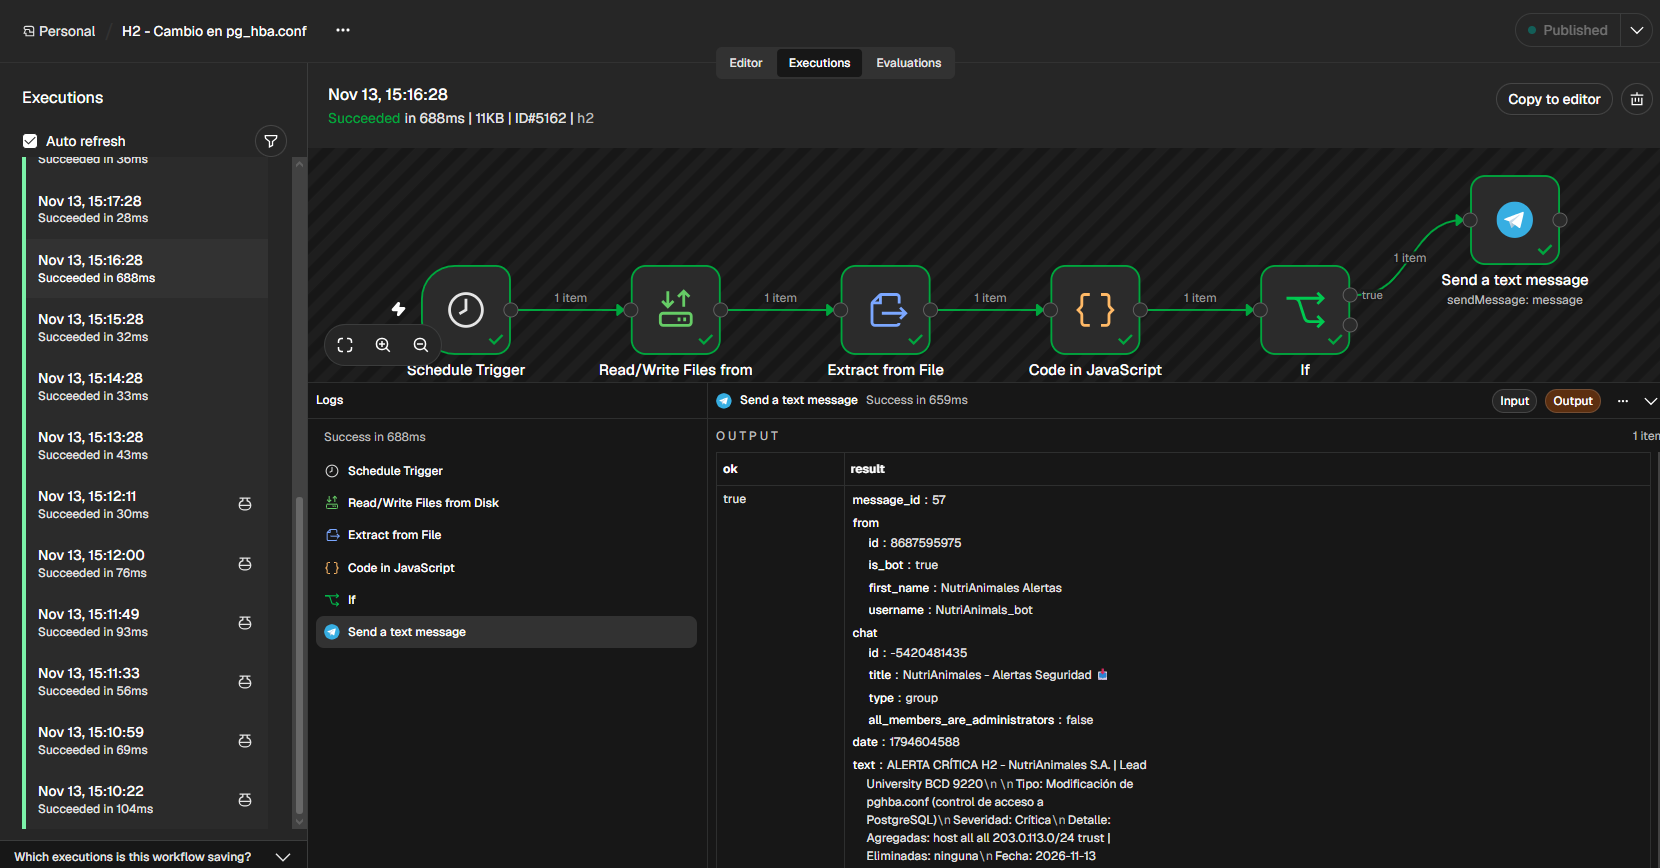 Personal / H2 - Cambio en pg_hba.conf ...
Published
Editor Executions Evaluations
Executions
Auto refresh
Succeeded in 36ms
Nov 13, 15:17:28
Succeeded in 28ms
Nov 13, 15:16:28
Succeeded in 688ms
Nov 13, 15:15:28
Succeeded in 32ms
Nov 13, 15:14:28
Succeeded in 33ms
Nov 13, 15:13:28
Succeeded in 43ms
Nov 13, 15:12:11
Succeeded in 30ms
Nov 13, 15:12:00
Succeeded in 76ms
Nov 13, 15:11:49
Succeeded in 93ms
Nov 13, 15:11:33
Succeeded in 56ms
Nov 13, 15:10:59
Succeeded in 69ms
Nov 13, 15:10:22
Succeeded in 104ms
Which executions is this workflow saving?
Nov 13, 15:16:28
Succeeded in 688ms | 11KB | ID#5162 | h2
Copy to editor
1 item
1 item
1 item
1 item
true
1 item
Schedule Trigger
Read/Write Files from
Extract from File
Code in JavaScript
If
Send a text message
sendMessage: message
Logs
Success in 688ms
Schedule Trigger
Read/Write Files from Disk
Extract from File
Code in JavaScript
If
Send a text message
Send a text message Success in 659ms
Input Output ...
OUTPUT
1 item
ok result
true
message_id : 57
from
id : 8687595975
is_bot : true
first_name : NutriAnimales Alertas
username : NutriAnimals_bot
chat
id : -5420481435
title : NutriAnimales - Alertas Seguridad
type : group
all_members_are_administrators : false
date : 1794604588
text : ALERTA CRÍTICA H2 - NutriAnimales S.A. | Lead
University BCD 9220\n \n Tipo: Modificación de
pghba.conf (control de acceso a
PostgreSQL)\n Severidad: Crítica\n Detalle:
Agregadas: host all all 203.0.113.0/24 trust |
Eliminadas: ninguna\n Fecha: 2026-11-13